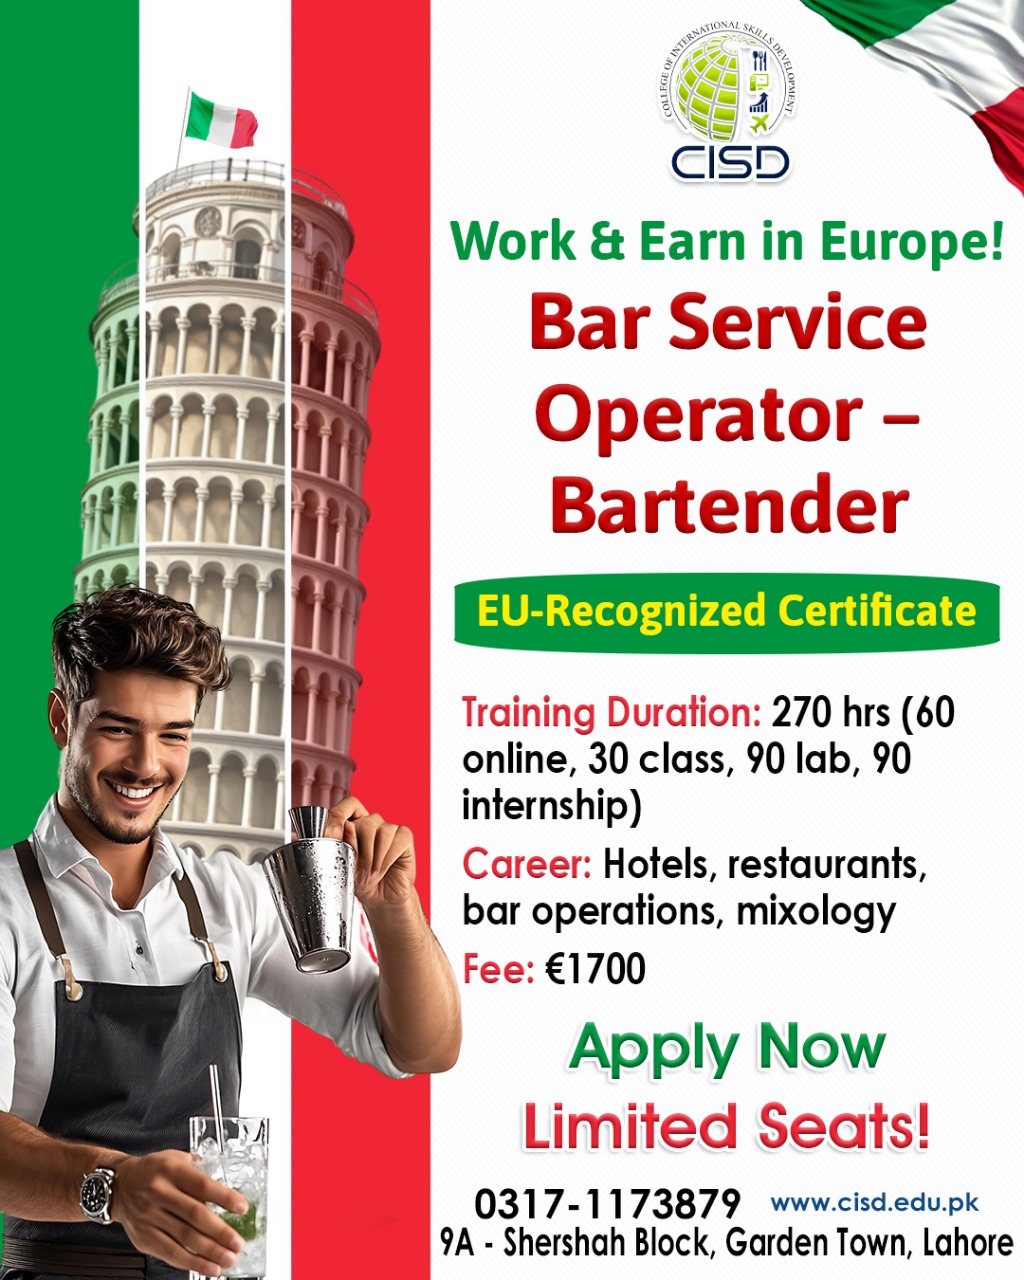 COLLEGE OF INTERNATIONAL SKILLS DEVELOPMENT
CISD
Work & Earn in Europe!
Bar Service
Operator –
Bartender
EU-Recognized Certificate
Training Duration: 270 hrs (60
online, 30 class, 90 lab, 90
internship)
Career: Hotels, restaurants,
bar operations, mixology
Fee: €1700
Apply Now
Limited Seats!
0317-1173879 www.cisd.edu.pk
9A - Shershah Block, Garden Town, Lahore